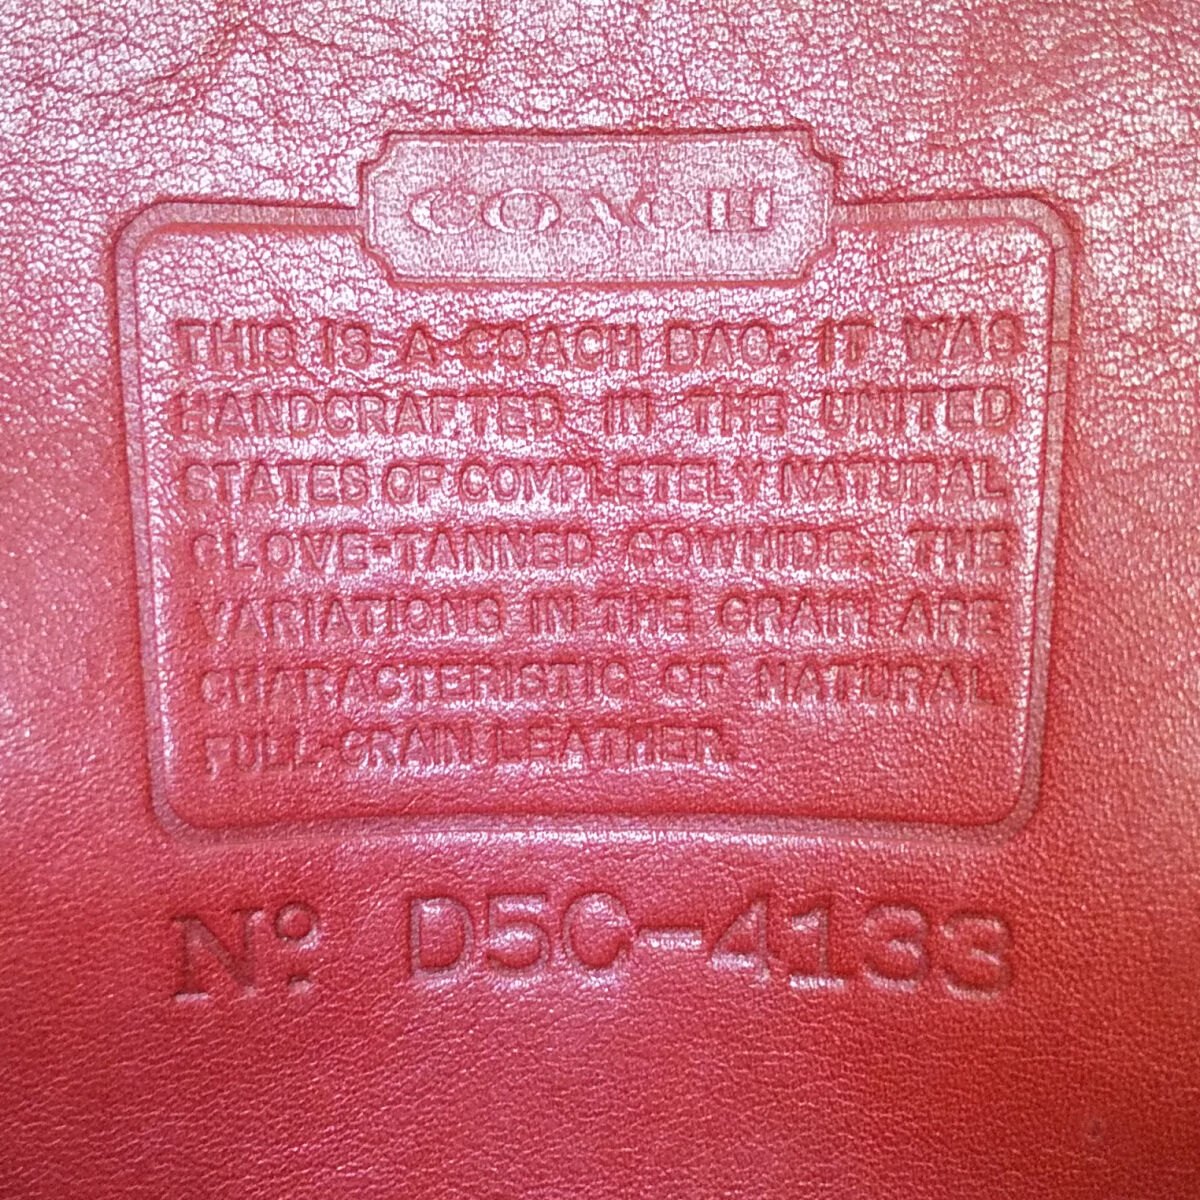 COACH
THIS IS A COACH BAG. IT WAS
HANDCRAFTED IN THE UNITED
STATES OF COMPLETELY NATURAL
GLOVE-TANNED COWHIDE. THE
VARIATIONS IN THE GRAIN ARE
CHARACTERISTIC OF NATURAL
FULL-GRAIN LEATHER.
No: D5C-4133